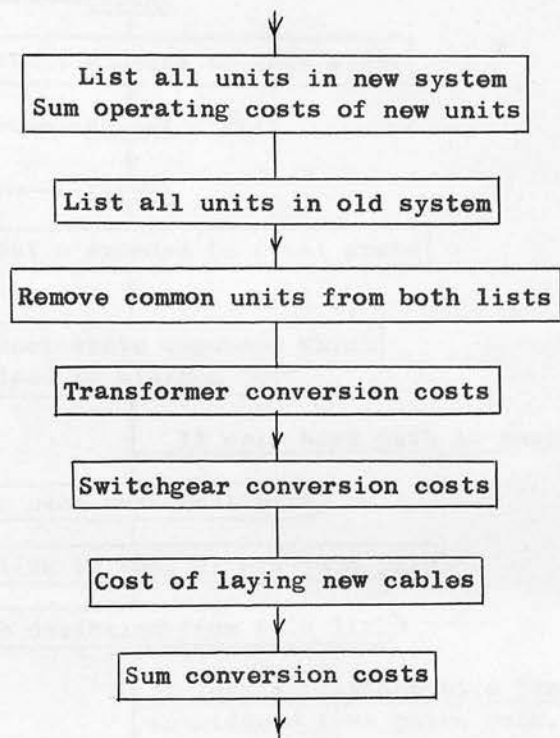 List all units in new system
Sum operating costs of new units
List all units in old system
Remove common units from both lists
Transformer conversion costs
Switchgear conversion costs
Cost of laying new cables
Sum conversion costs